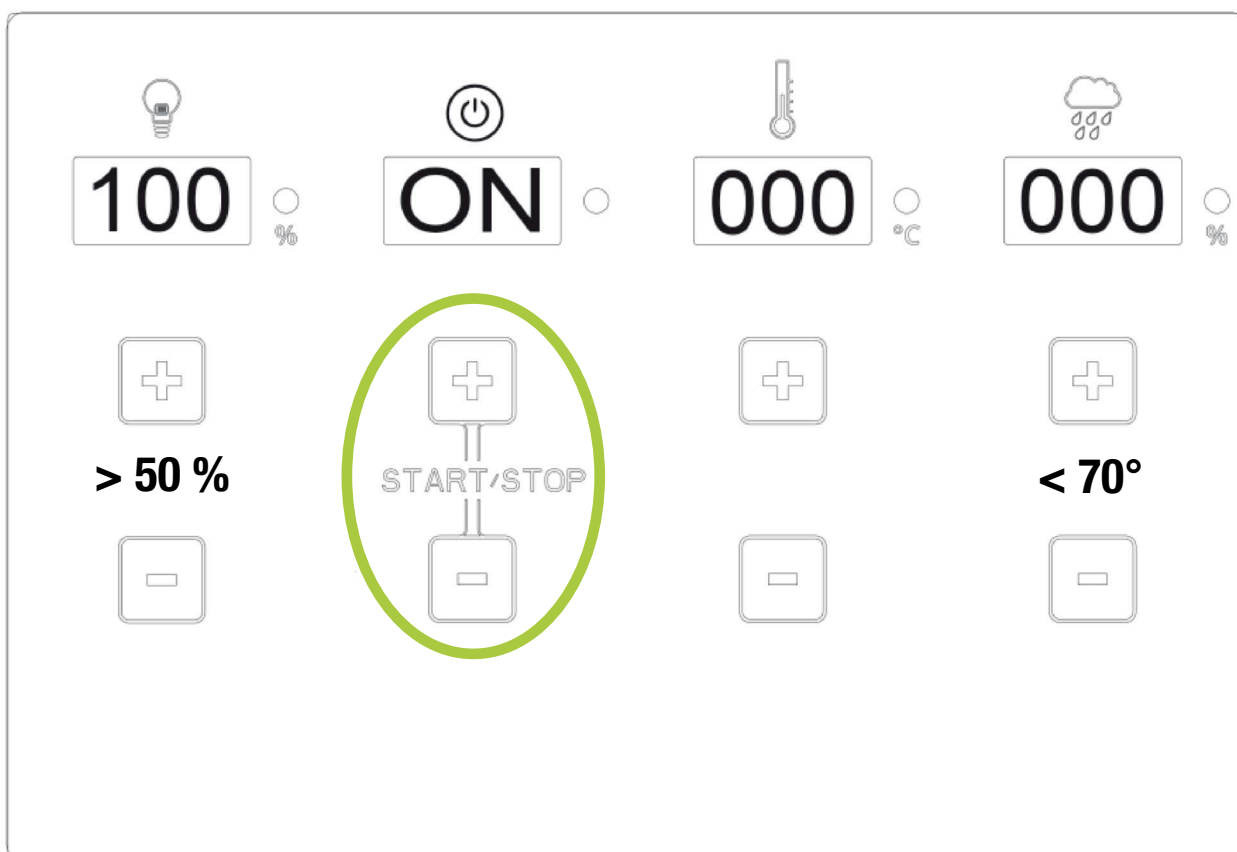 100 % ON 000 °C 000 %
+ + + +
> 50 % START/STOP < 70°
- - - -